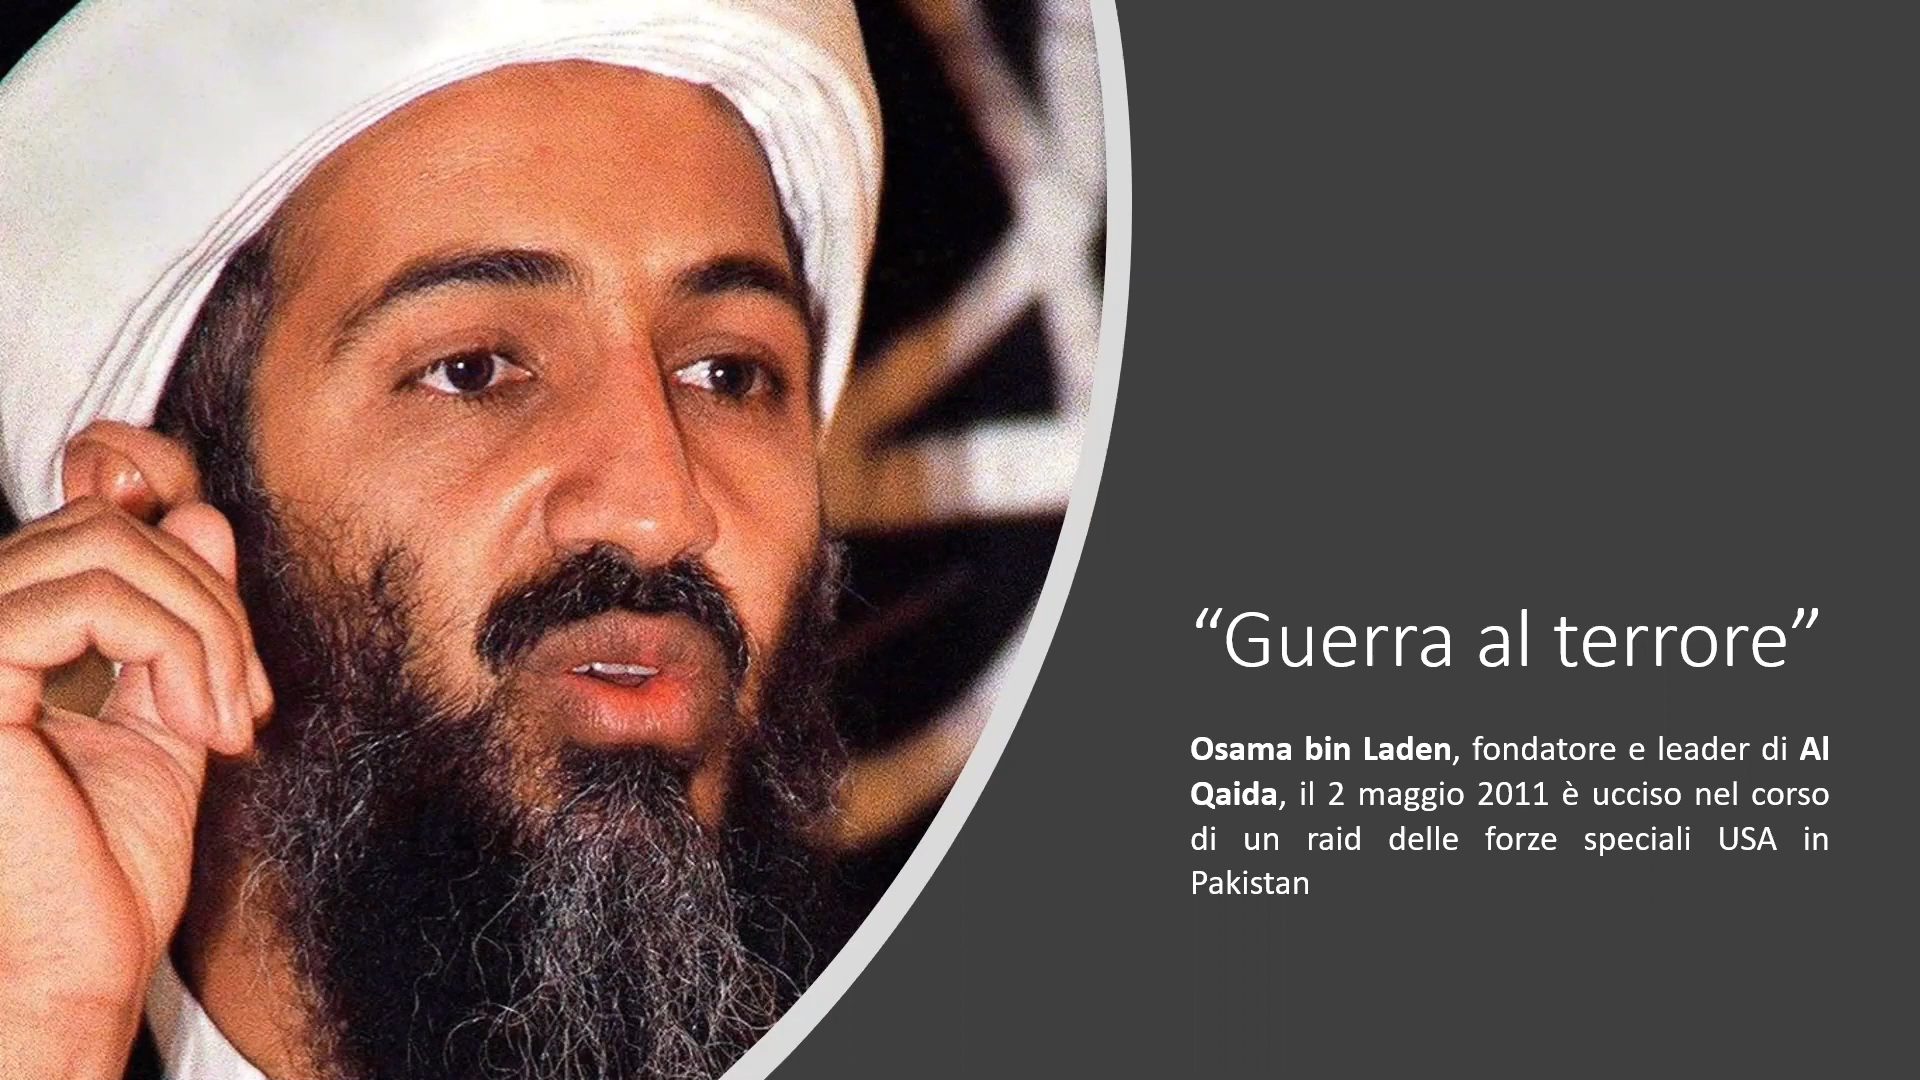 “Guerra al terrore”
Osama bin Laden, fondatore e leader di Al
Qaida, il 2 maggio 2011 è ucciso nel corso
di un raid delle forze speciali USA in
Pakistan